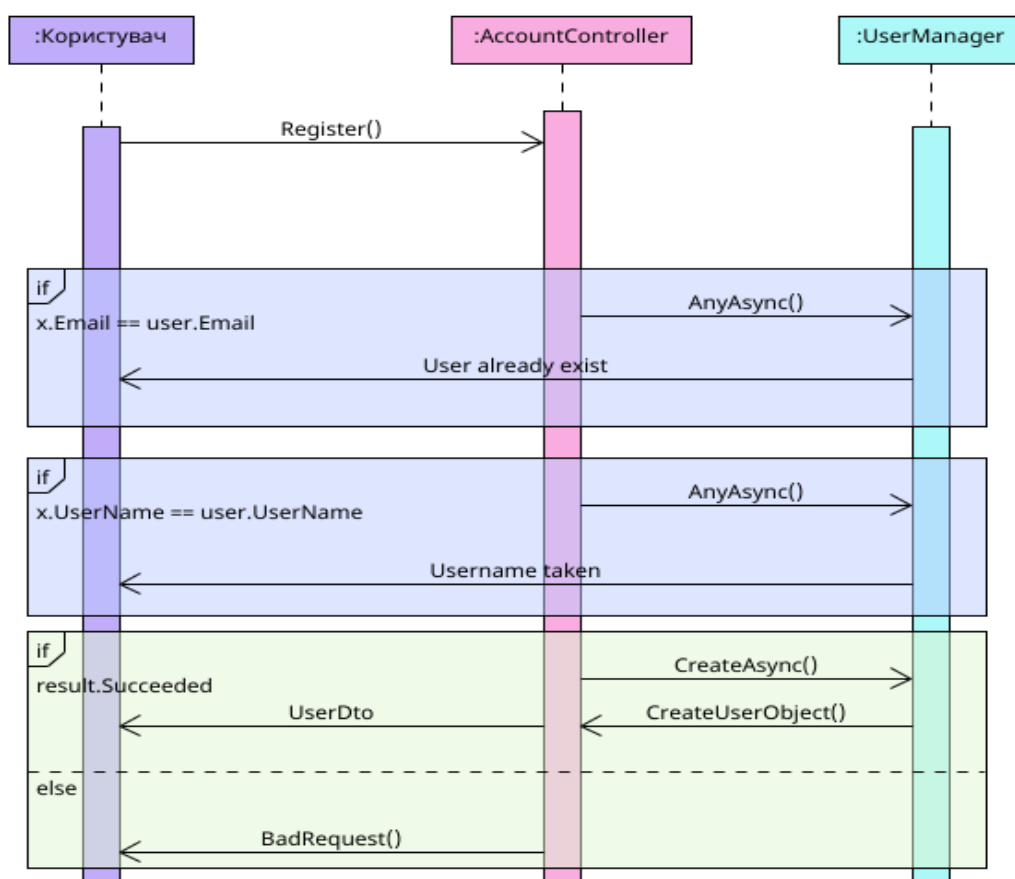 :Користувач
:AccountController
:UserManager
Register()
if
x.Email == user.Email
AnyAsync()
User already exist
if
x.UserName == user.UserName
AnyAsync()
Username taken
if
result.Succeeded
CreateAsync()
UserDto
CreateUserObject()
else
BadRequest()